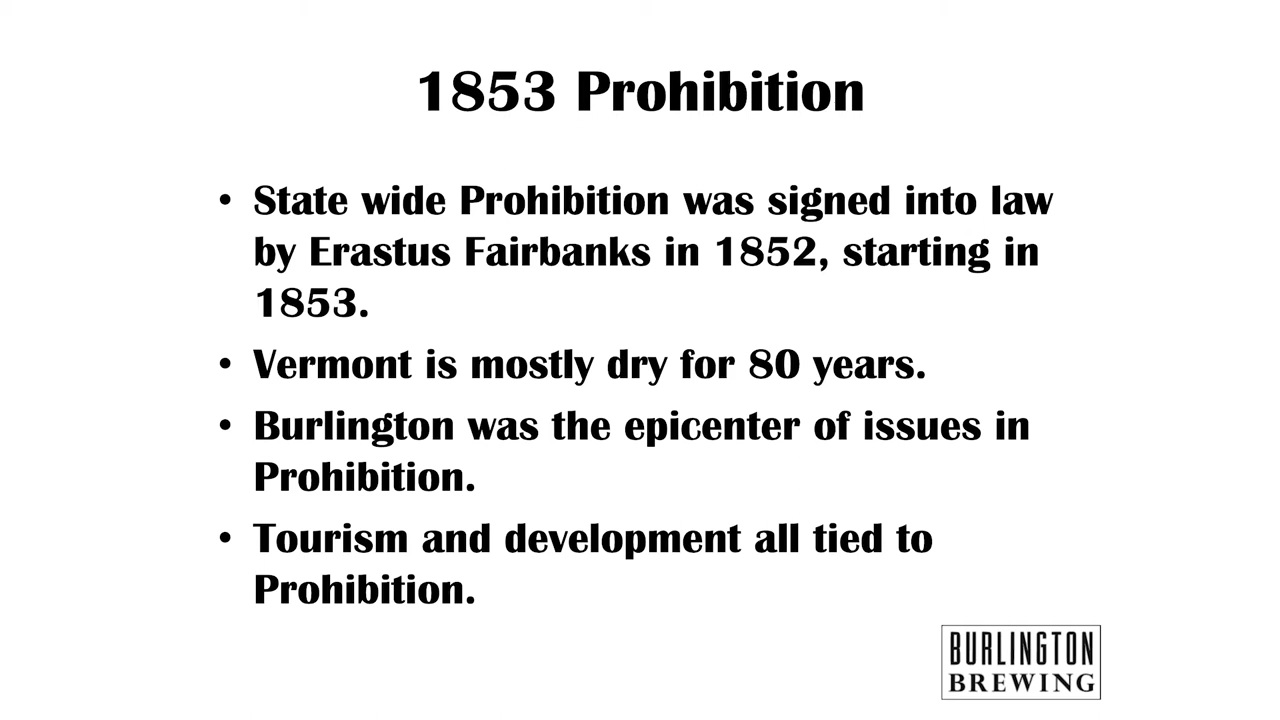 1853 Prohibition
• State wide Prohibition was signed into law
by Erastus Fairbanks in 1852, starting in
1853.
• Vermont is mostly dry for 80 years.
• Burlington was the epicenter of issues in
Prohibition.
• Tourism and development all tied to
Prohibition.
BURLINGTON
BREWING